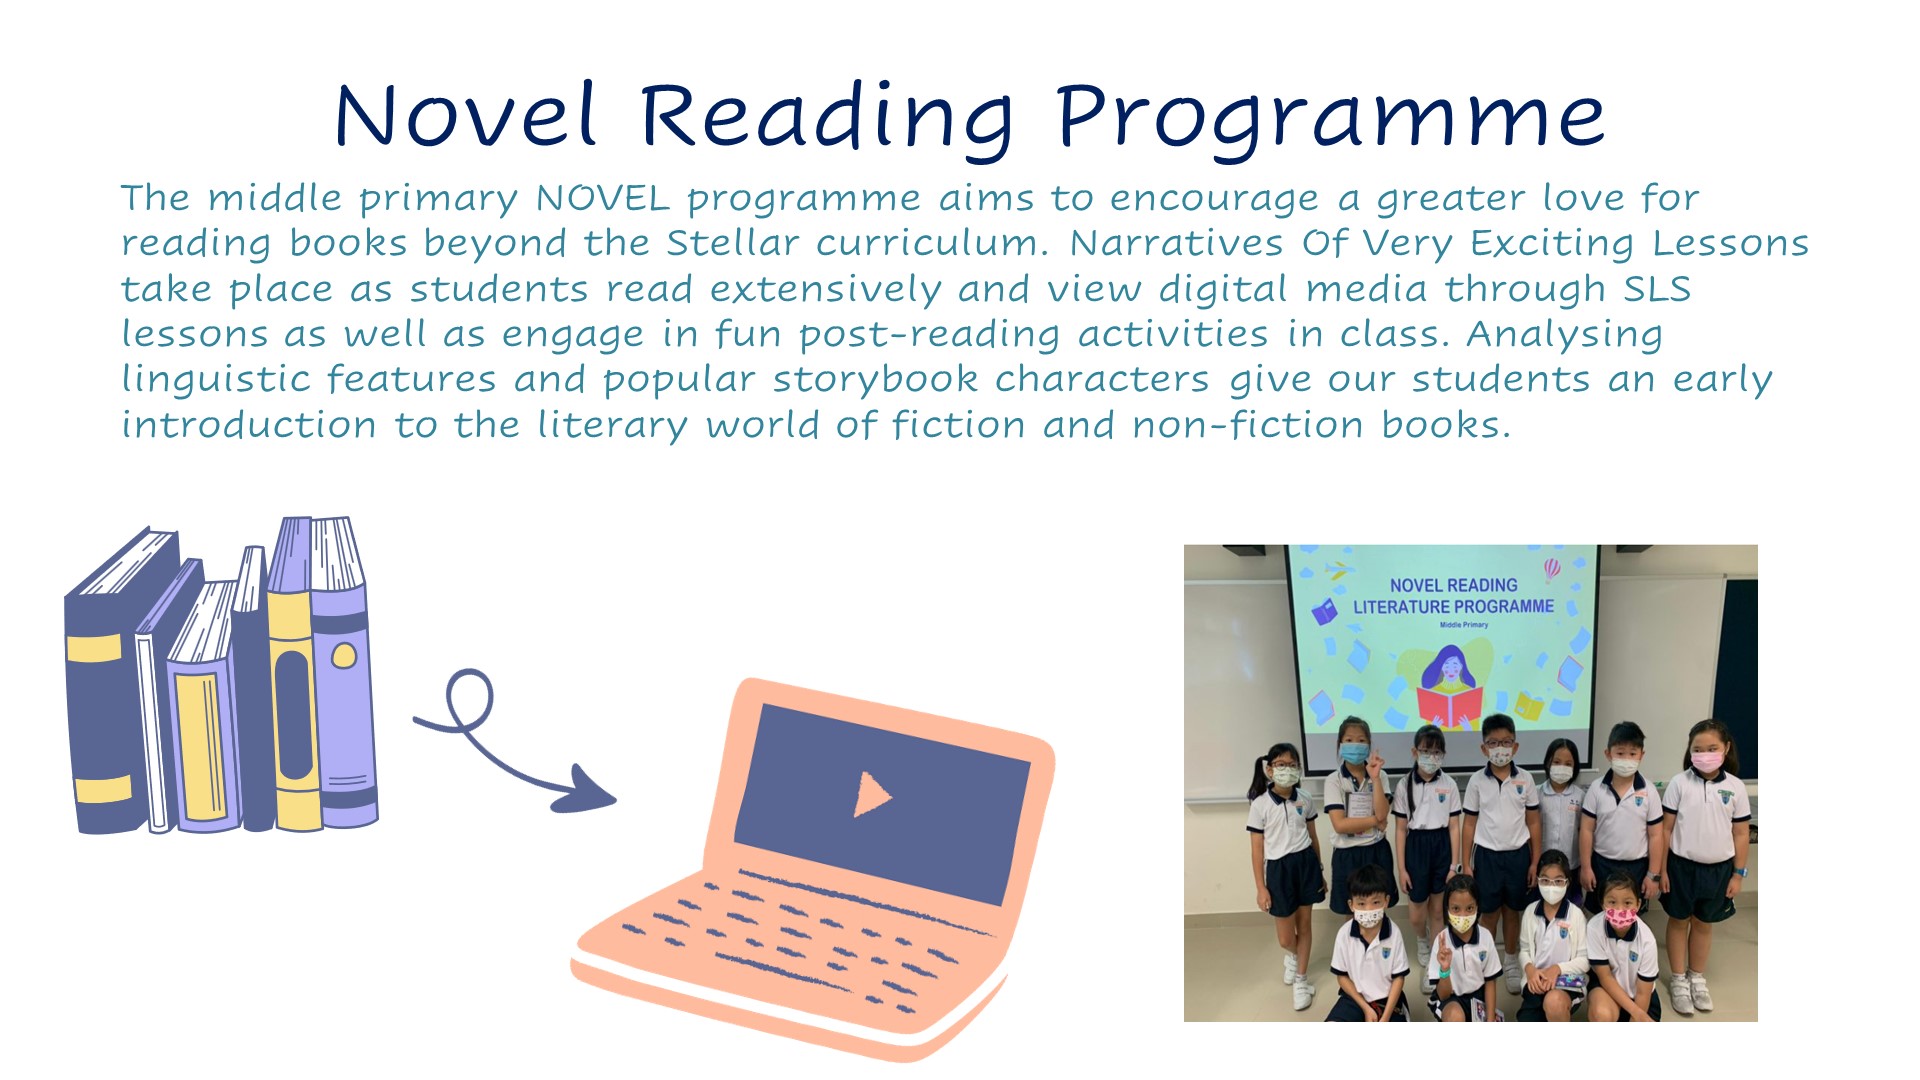 Novel Reading Programme
The middle primary NOVEL programme aims to encourage a greater love for
reading books beyond the Stellar curriculum. Narratives Of Very Exciting Lessons
take place as students read extensively and view digital media through SLS
lessons as well as engage in fun post-reading activities in class. Analysing
linguistic features and popular storybook characters give our students an early
introduction to the literary world of fiction and non-fiction books.
NOVEL READING
LITERATURE PROGRAMME
Middle Primary